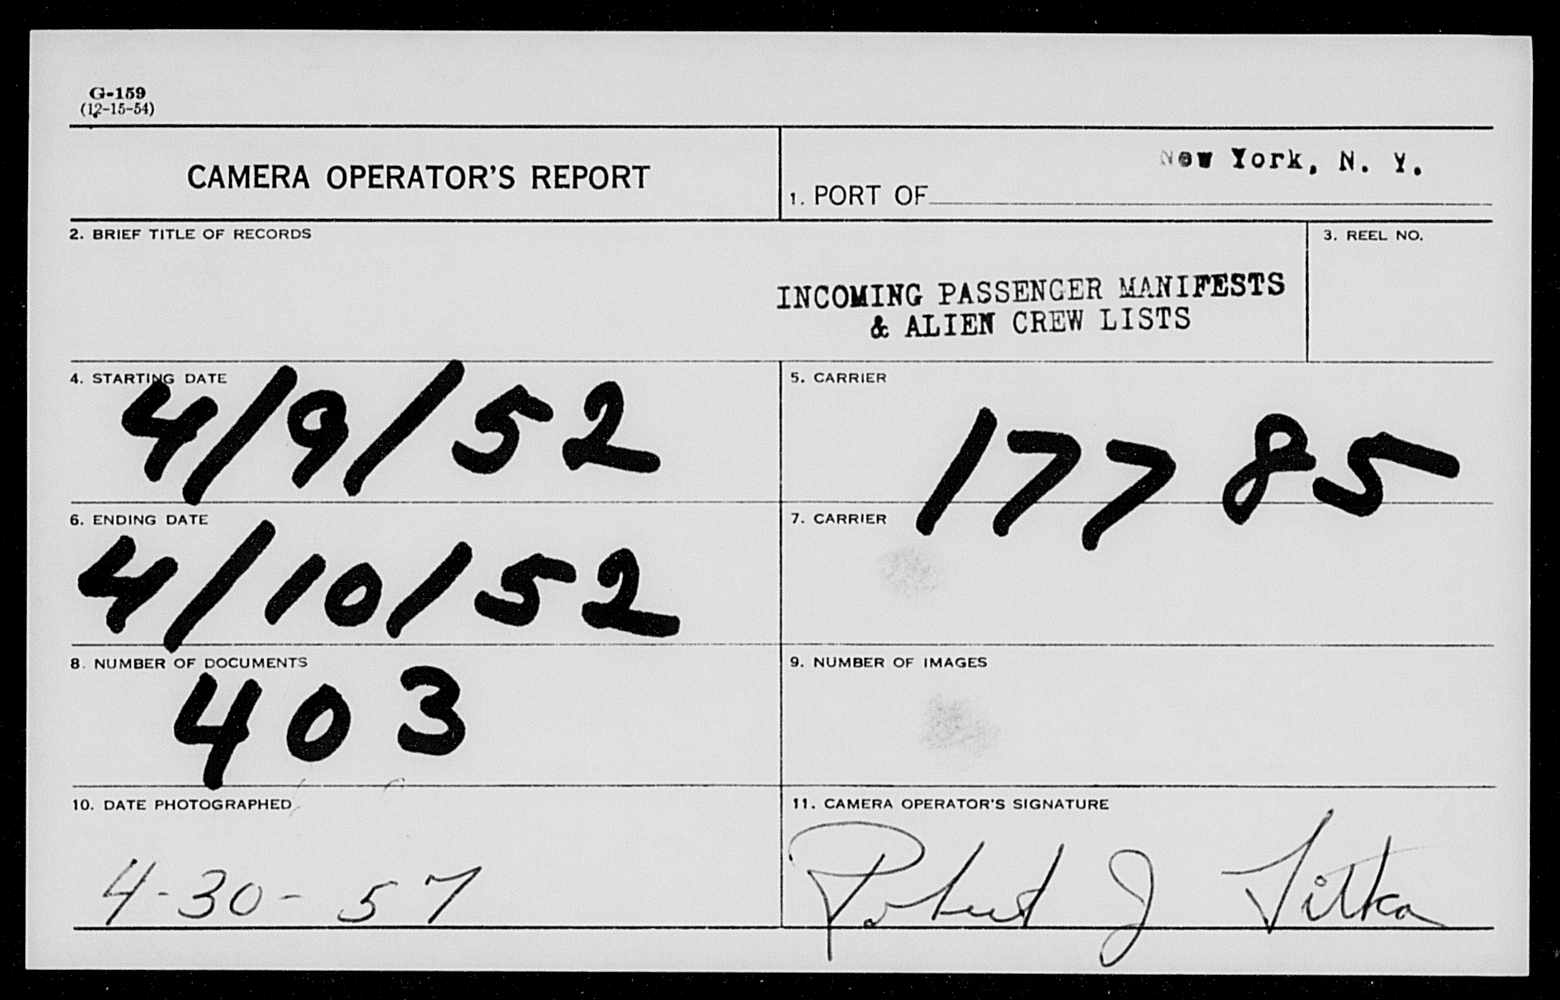 G-159
(12-15-54)
CAMERA OPERATOR'S REPORT
1. PORT OF New York, N. Y.
2. BRIEF TITLE OF RECORDS
INCOMING PASSENGER MANIFESTS
& ALIEN CREW LISTS
3. REEL NO.
4. STARTING DATE
4/9/52
5. CARRIER
17785
6. ENDING DATE
4/10/52
7. CARRIER
8. NUMBER OF DOCUMENTS
403
9. NUMBER OF IMAGES
10. DATE PHOTOGRAPHED
4-30-57
11. CAMERA OPERATOR'S SIGNATURE
Robert J